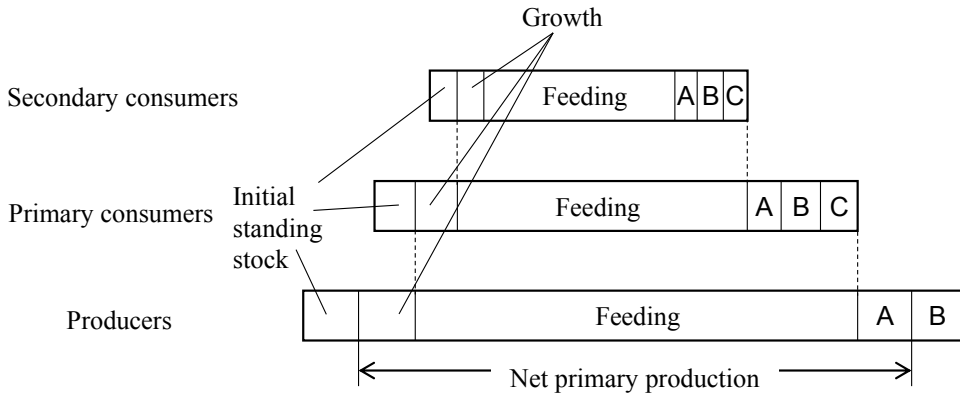 Growth
Secondary consumers
Feeding
A B C
Initial
standing
stock
Primary consumers
Feeding
A B C
Producers
Feeding
A B
Net primary production